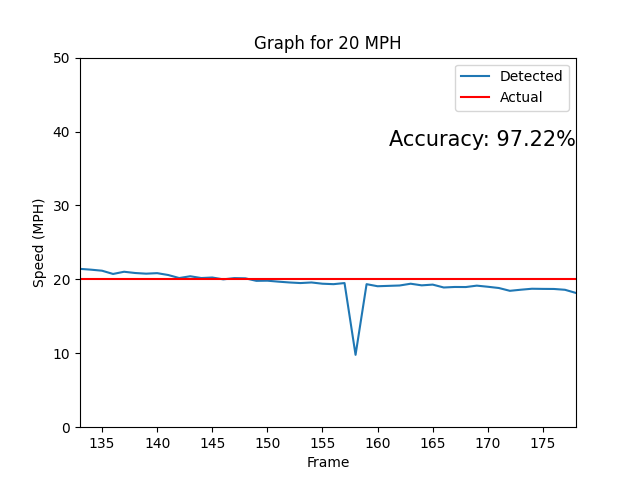 Graph for 20 MPH
Detected
Actual
Accuracy: 97.22%
Speed (MPH)
50
40
30
20
10
0
135 140 145 150 155 160 165 170 175
Frame